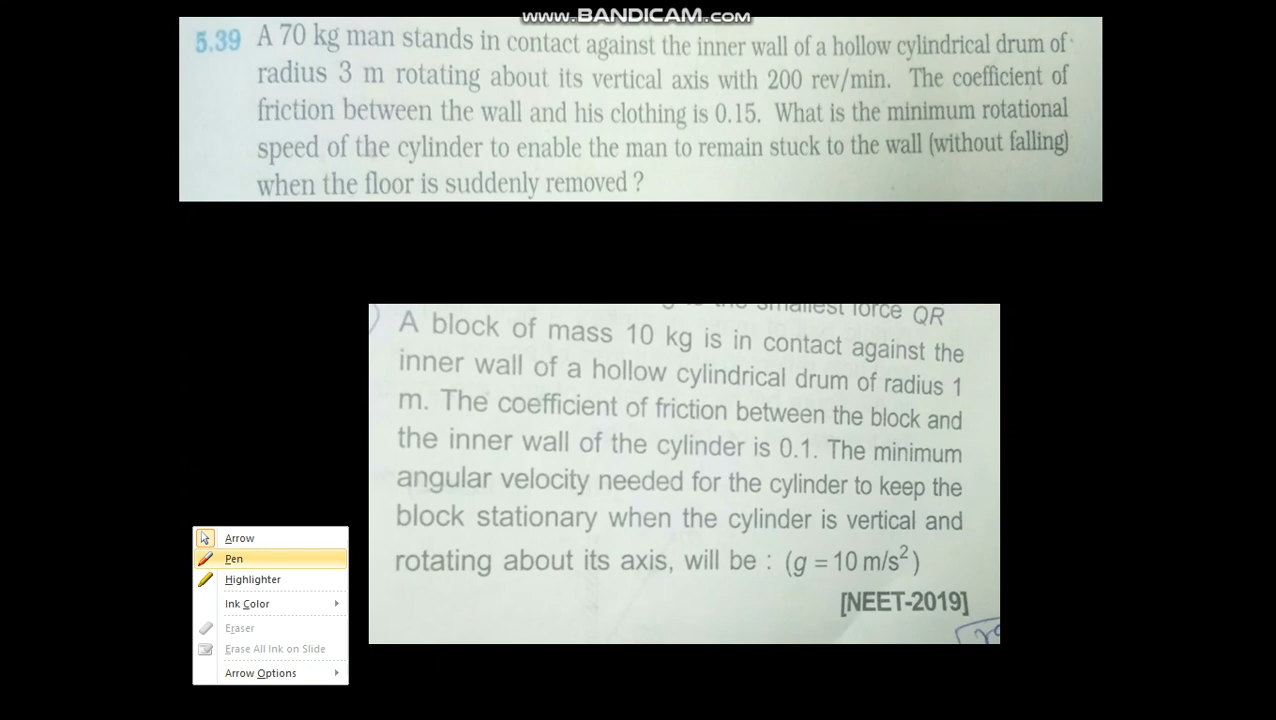 www.BANDICAM.com
5.39 A 70 kg man stands in contact against the inner wall of a hollow cylindrical drum of
radius 3 m rotating about its vertical axis with 200 rev/min. The coefficient of
friction between the wall and his clothing is 0.15. What is the minimum rotational
speed of the cylinder to enable the man to remain stuck to the wall (without falling)
when the floor is suddenly removed ?
smallest force QR
A block of mass 10 kg is in contact against the
inner wall of a hollow cylindrical drum of radius 1
m. The coefficient of friction between the block and
the inner wall of the cylinder is 0.1. The minimum
angular velocity needed for the cylinder to keep the
block stationary when the cylinder is vertical and
rotating about its axis, will be : (g = 10 m/s²)
[NEET-2019]
Arrow
Pen
Highlighter
Ink Color
Eraser
Erase All Ink on Slide
Arrow Options